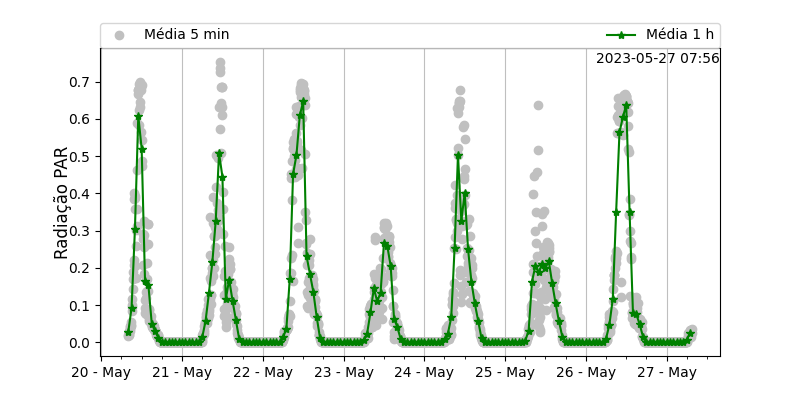 Média 5 min
Média 1 h
2023-05-27 07:56
Radiação PAR
0.7
0.6
0.5
0.4
0.3
0.2
0.1
0.0
20 - May
21 - May
22 - May
23 - May
24 - May
25 - May
26 - May
27 - May